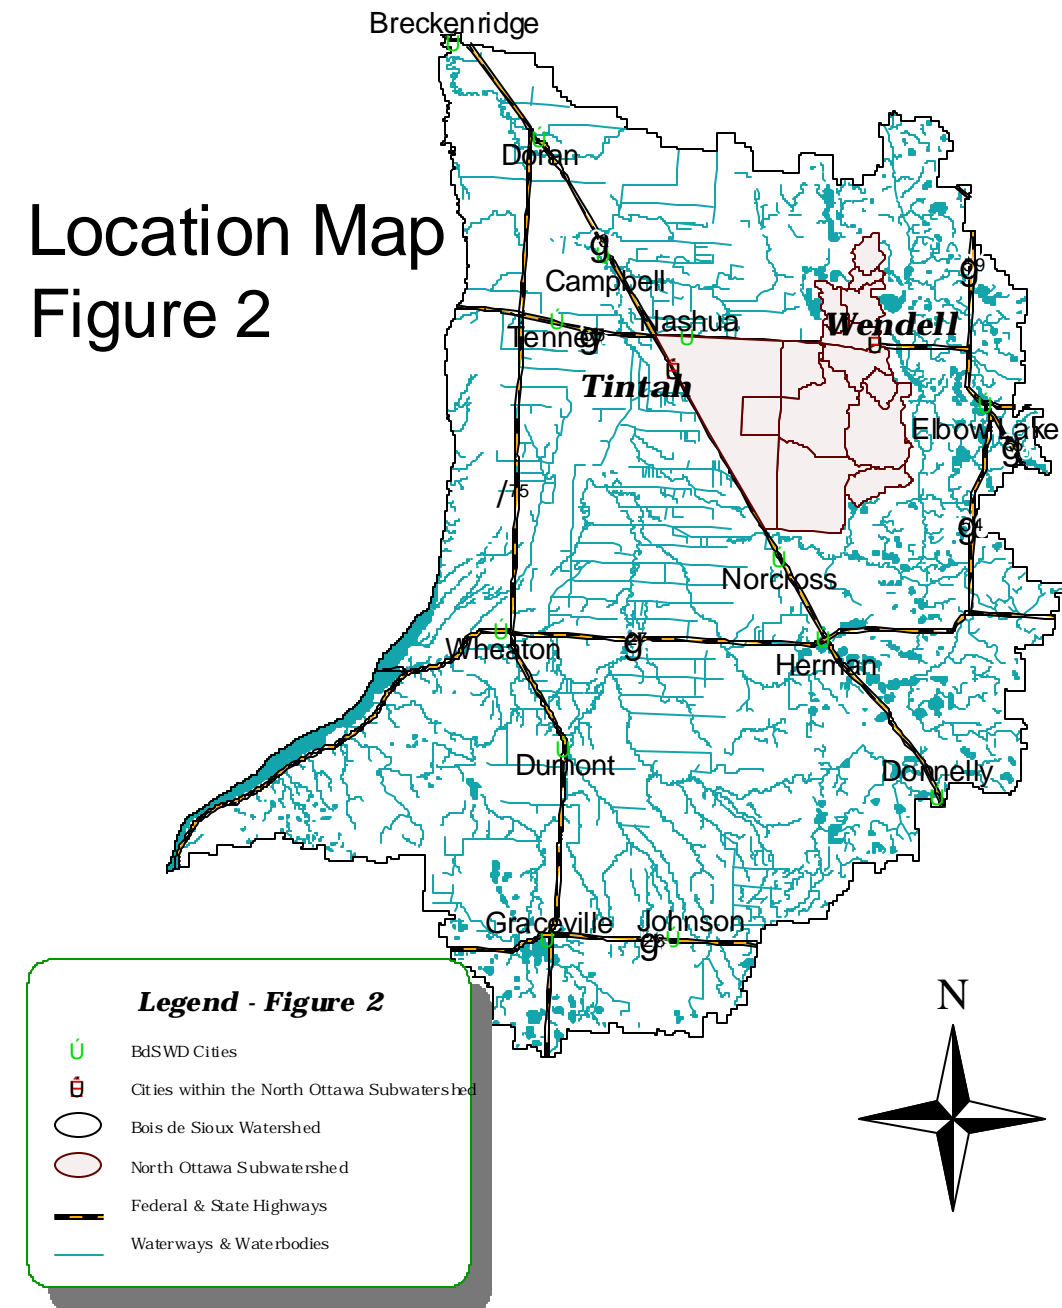 Breckenridge
Doran
Location Map
Figure 2
Campbell
9
Nashua
Wendell
Tenney
Tintah
Elbow Lake
75
Norcross
Wheaton
Herman
Dumont
Donnelly
Graceville
Johnson
28
Legend - Figure 2
BdSWD Cities
Cities within the North Ottawa Subwatershed
Bois de Sioux Watershed
North Ottawa Subwatershed
Federal & State Highways
Waterways & Waterbodies
N